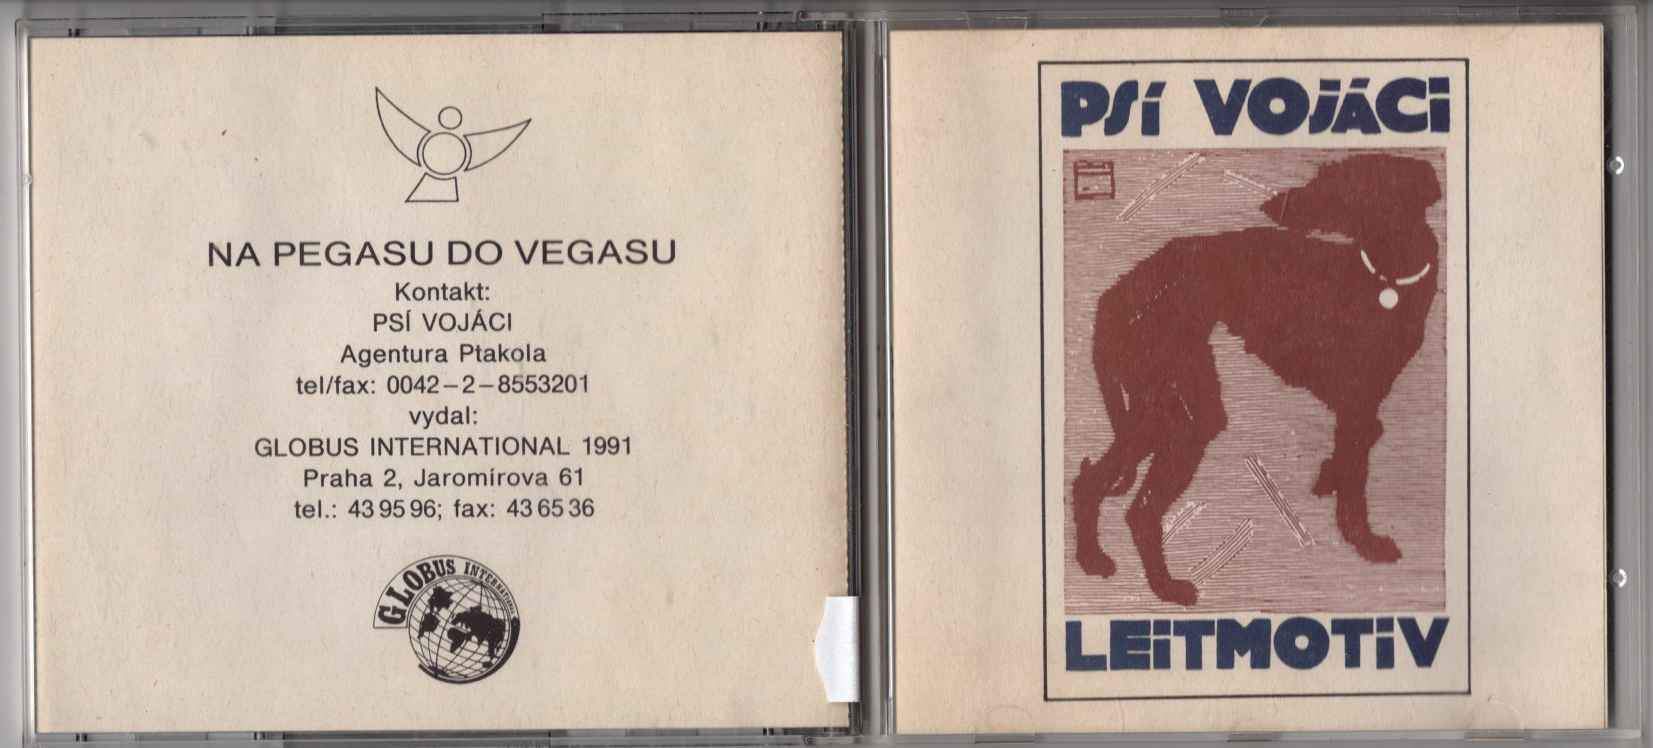 NA PEGASU DO VEGASU
Kontakt:
PSÍ VOJÁCI
Agentura Ptakola
tel/fax: 0042–2–8553201
vydal:
GLOBUS INTERNATIONAL 1991
Praha 2, Jaromírova 61
tel.: 43 95 96; fax: 43 65 36
GLOBUS INTERNATIONAL
PSÍ VOJÁCI
LEITMOTIV